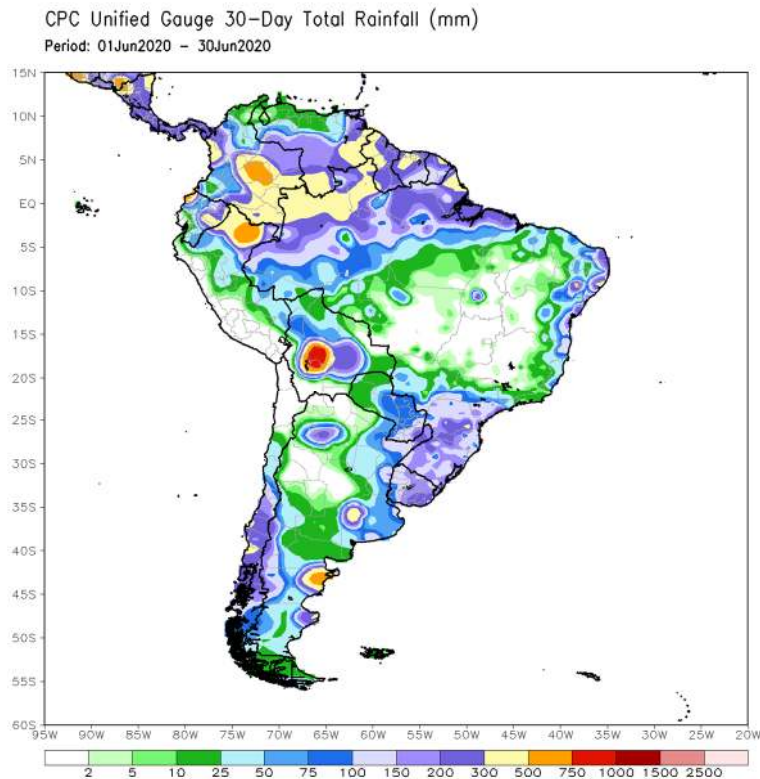 CPC Unified Gauge 30-Day Total Rainfall (mm)
Period: 01Jun2020 - 30Jun2020
15N
10N
5N
EQ
5S
10S
15S
20S
25S
30S
35S
40S
45S
50S
55S
60S
95W 90W 85W 80W 75W 70W 65W 60W 55W 50W 45W 40W 35W 30W 25W 20W
2 5 10 25 50 75 100 150 200 300 500 750 1000 1500 2500